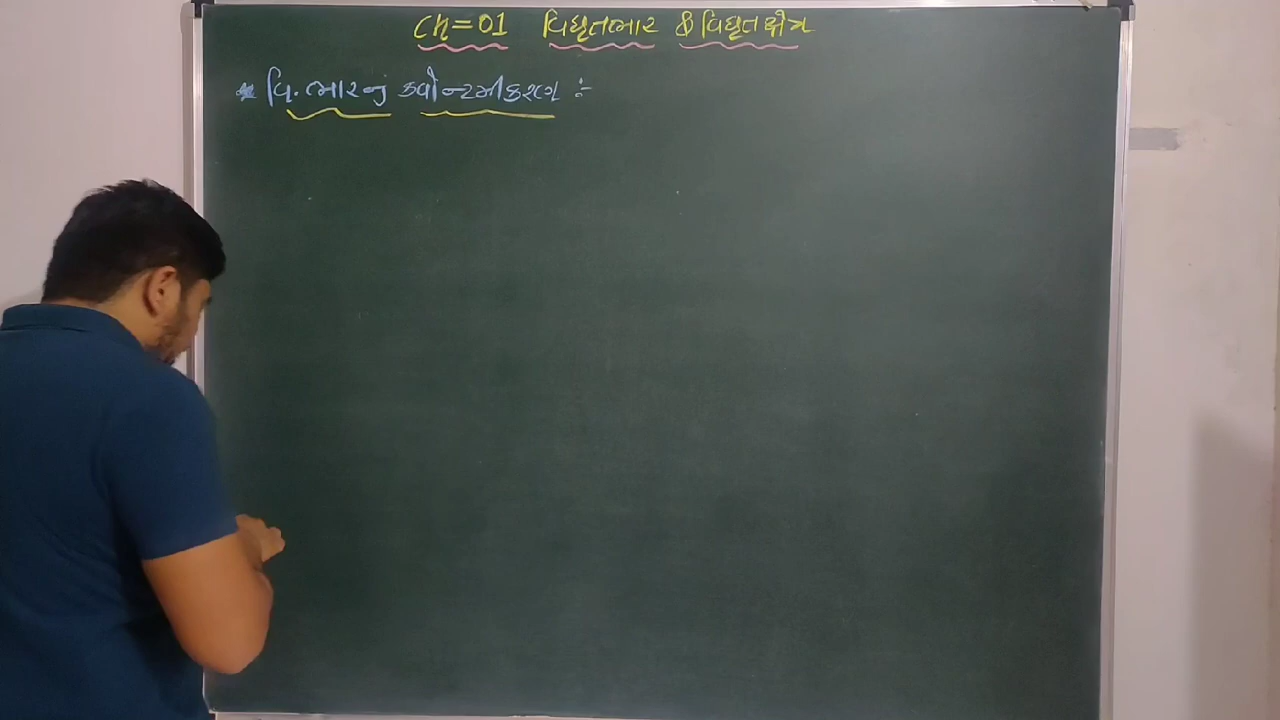 Ch=01 વિદ્યુતભાર & વિદ્યુતક્ષેત્ર
* વિ. ભારનું ક્વોન્ટમીકરણ :-